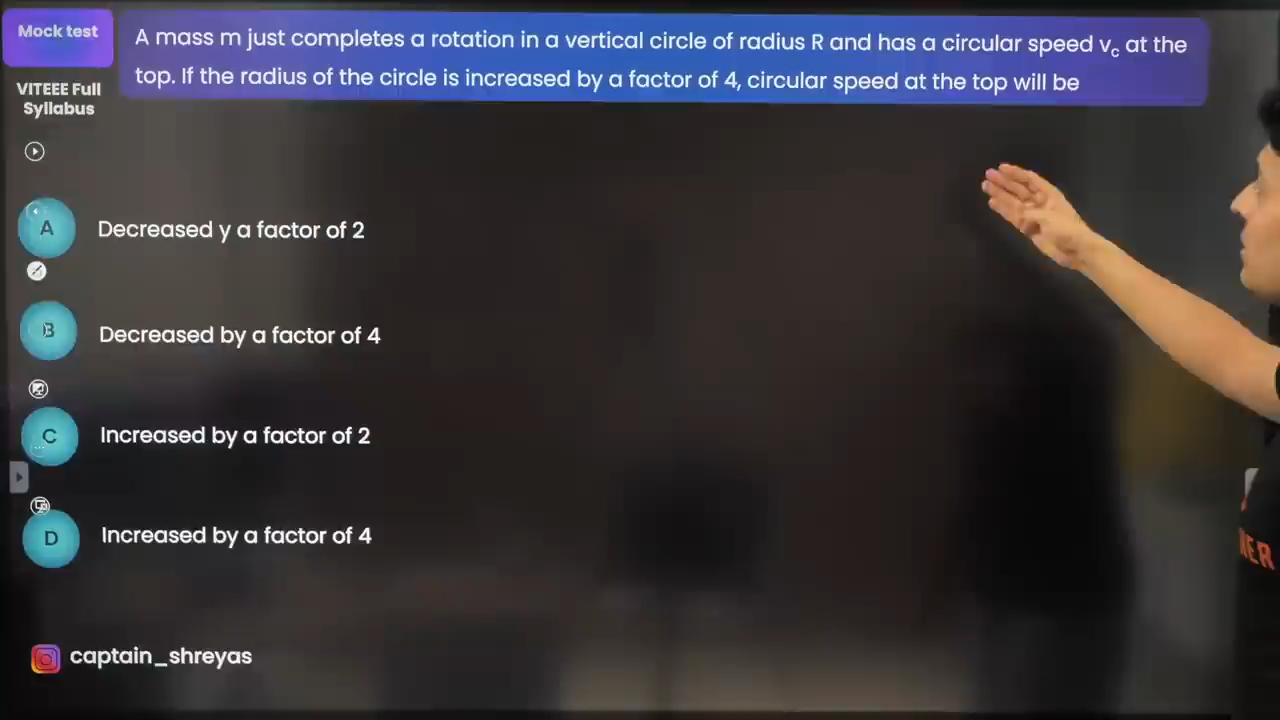 Mock test
A mass m just completes a rotation in a vertical circle of radius R and has a circular speed vc at the
top. If the radius of the circle is increased by a factor of 4, circular speed at the top will be
VITEEE Full
Syllabus
A Decreased y a factor of 2
B Decreased by a factor of 4
C Increased by a factor of 2
D Increased by a factor of 4
captain_shreyas